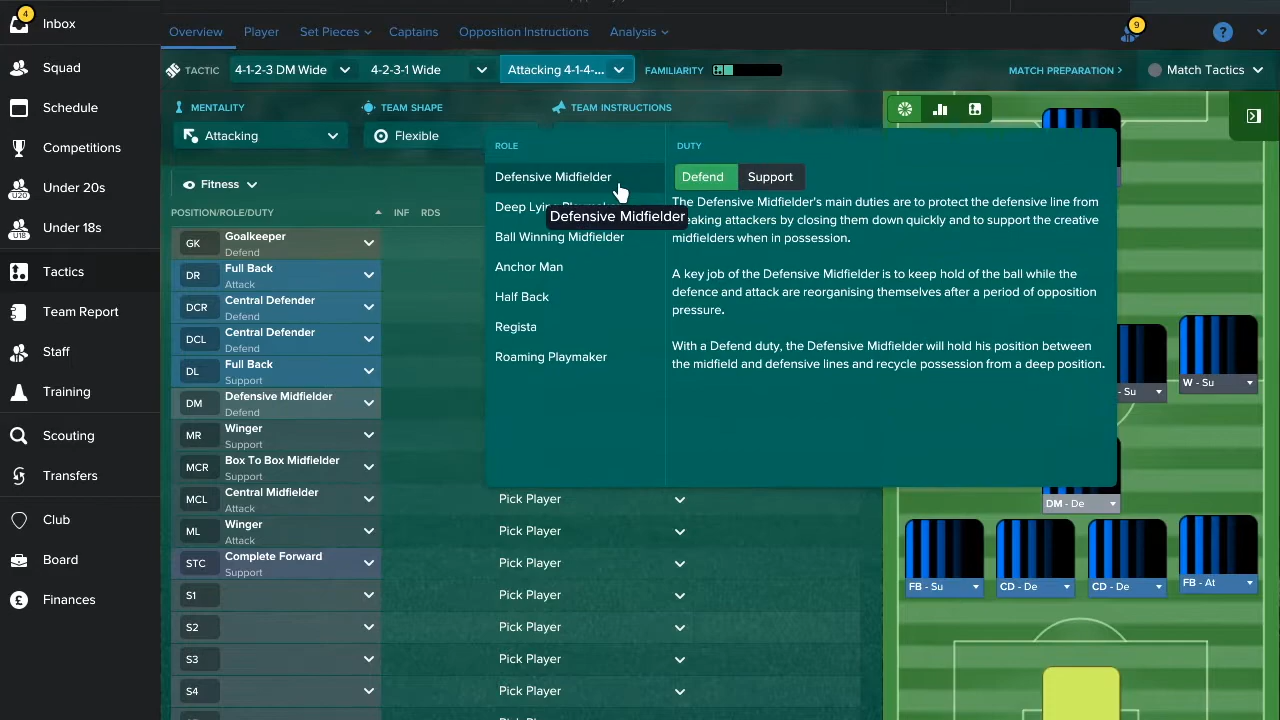 4
Inbox
Squad
Schedule
Competitions
U20
Under 20s
U18
Under 18s
Tactics
Team Report
Staff
Training
Scouting
Transfers
Club
Board
£ Finances
Overview Player Set Pieces Captains Opposition Instructions Analysis
9
?
TACTIC 4-1-2-3 DM Wide 4-2-3-1 Wide Attacking 4-1-4-... FAMILIARITY MATCH PREPARATION > Match Tactics
MENTALITY TEAM SHAPE TEAM INSTRUCTIONS
Attacking Flexible
Fitness
POSITION/ROLE/DUTY INF RDS
GK Goalkeeper
Defend
DR Full Back
Attack
DCR Central Defender
Defend
DCL Central Defender
Defend
DL Full Back
Support
DM Defensive Midfielder
Defend
MR Winger
Support
MCR Box To Box Midfielder
Support
MCL Central Midfielder
Attack
Pick Player
ML Winger
Attack
Pick Player
STC Complete Forward
Support
Pick Player
S1 Pick Player
S2 Pick Player
S3 Pick Player
S4 Pick Player
ROLE
Defensive Midfielder
Deep Lying
Defensive Midfielder
Ball Winning Midfielder
Anchor Man
Half Back
Regista
Roaming Playmaker
DUTY
Defend Support
The Defensive Midfielder's main duties are to protect the defensive line from
breaking attackers by closing them down quickly and to support the creative
midfielders when in possession.
A key job of the Defensive Midfielder is to keep hold of the ball while the
defence and attack are reorganising themselves after a period of opposition
pressure.
With a Defend duty, the Defensive Midfielder will hold his position between
the midfield and defensive lines and recycle possession from a deep position.
- Su
W - Su
DM - De
FB - Su
CD - De
CD - De
FB - At